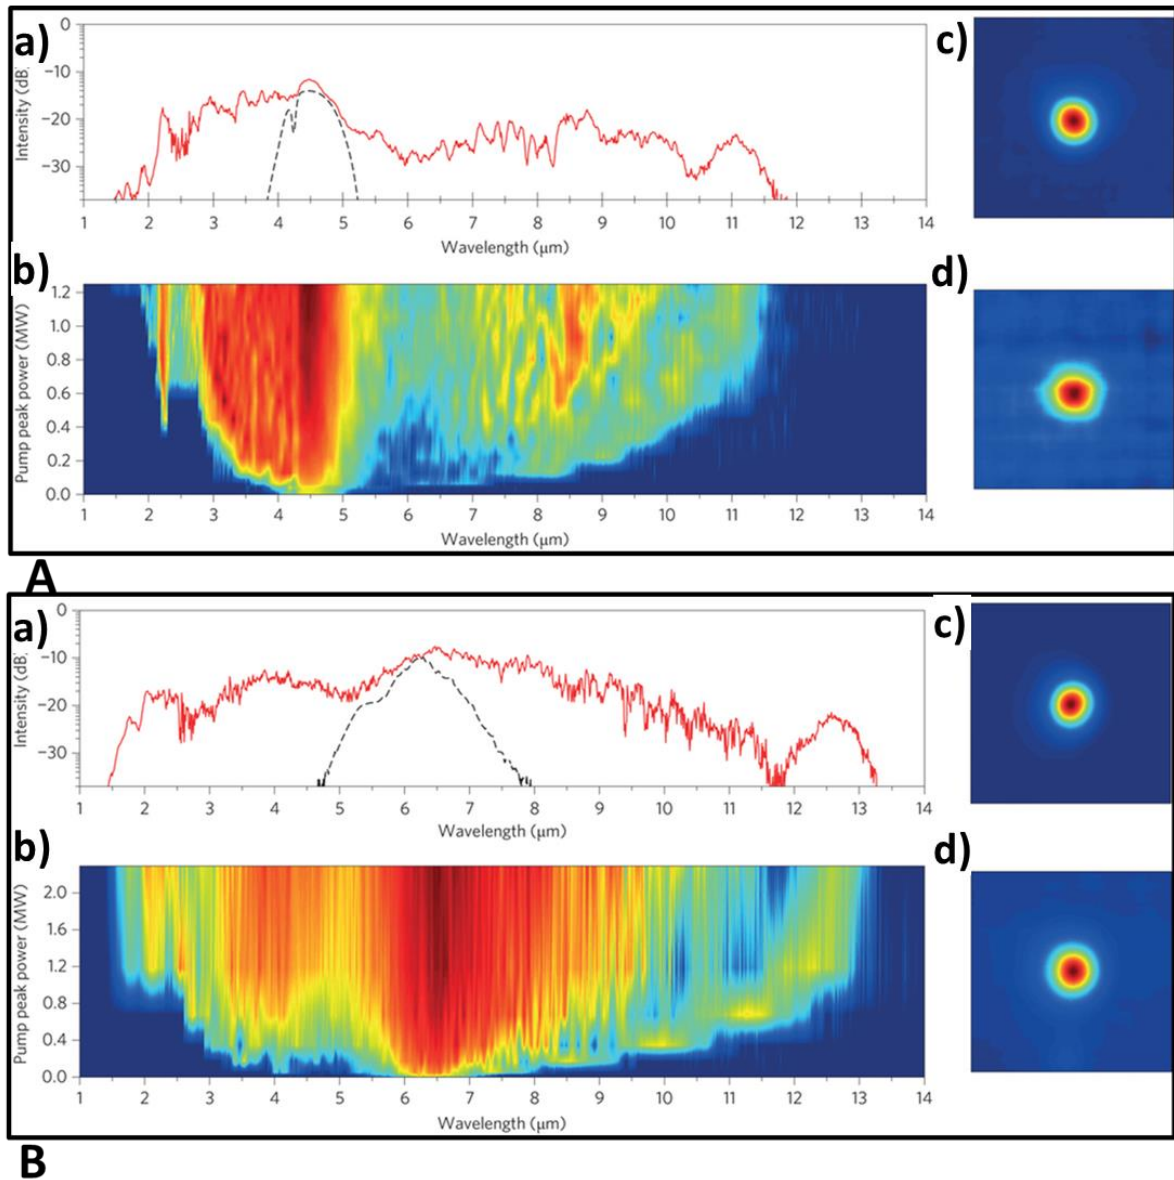 a)
c)
0
−10
−20
−30
Intensity (dB)
1 2 3 4 5 6 7 8 9 10 11 12 13 14
Wavelength (μm)
b)
d)
1.2
1.0
0.8
0.6
0.4
0.2
0.0
Pump peak power (MW)
1 2 3 4 5 6 7 8 9 10 11 12 13 14
Wavelength (μm)
A
a)
c)
0
−10
−20
−30
Intensity (dB)
1 2 3 4 5 6 7 8 9 10 11 12 13 14
Wavelength (μm)
b)
d)
2.0
1.6
1.2
0.8
0.4
0.0
Pump peak power (MW)
1 2 3 4 5 6 7 8 9 10 11 12 13 14
Wavelength (μm)
B